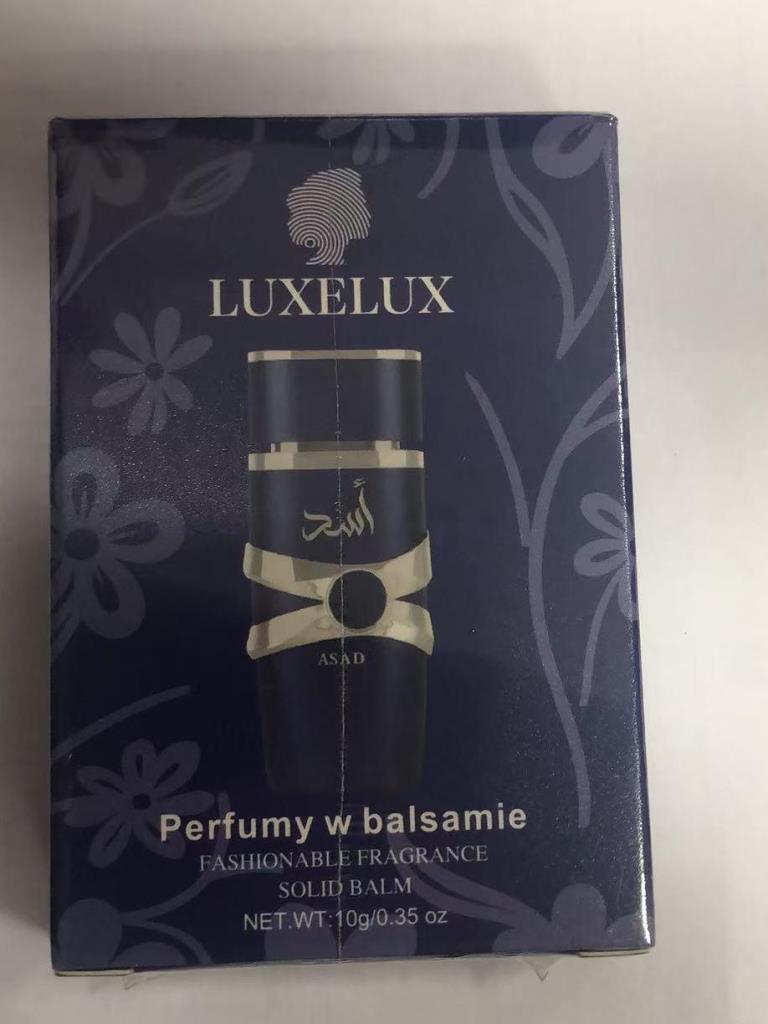 LUXELUX
أسد
ASAD
Perfumy w balsamie
FASHIONABLE FRAGRANCE
SOLID BALM
NET.WT:10g/0.35 oz